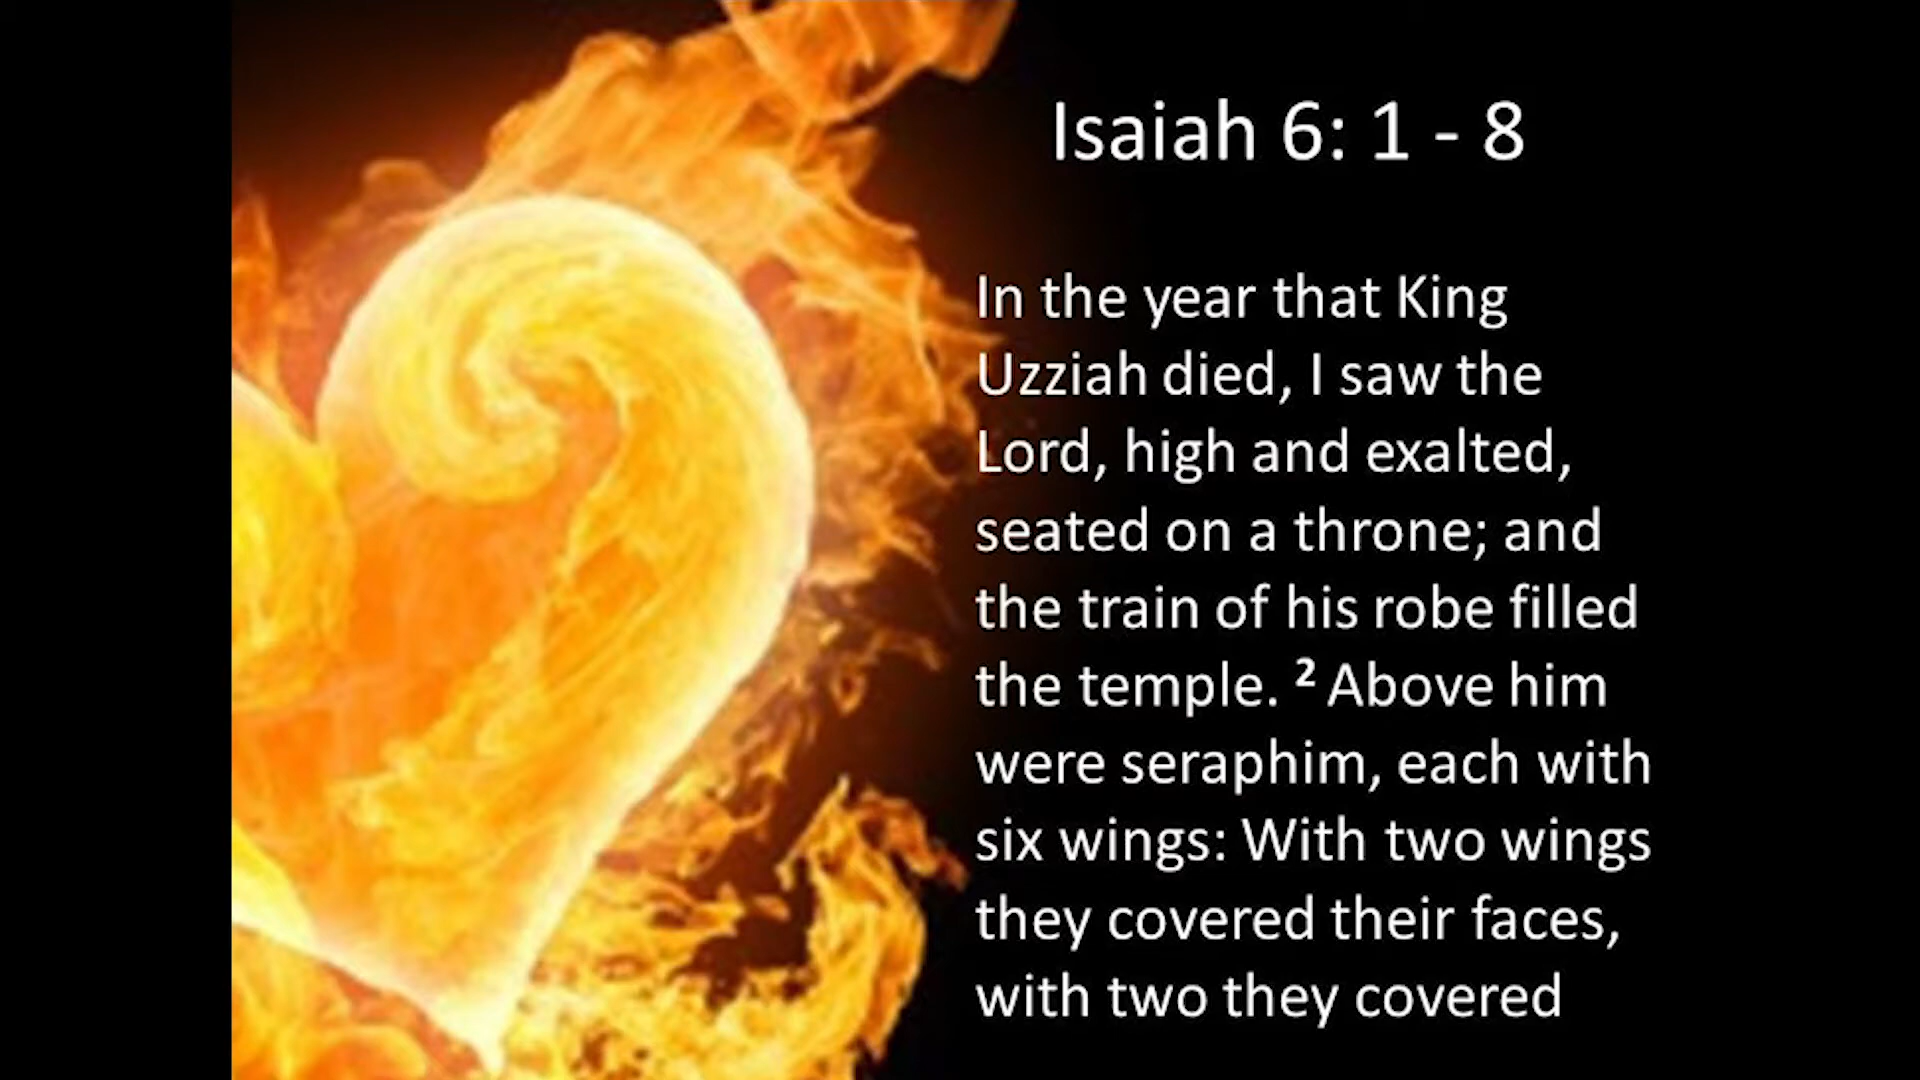 Isaiah 6: 1 - 8
In the year that King
Uzziah died, I saw the
Lord, high and exalted,
seated on a throne; and
the train of his robe filled
the temple. ² Above him
were seraphim, each with
six wings: With two wings
they covered their faces,
with two they covered